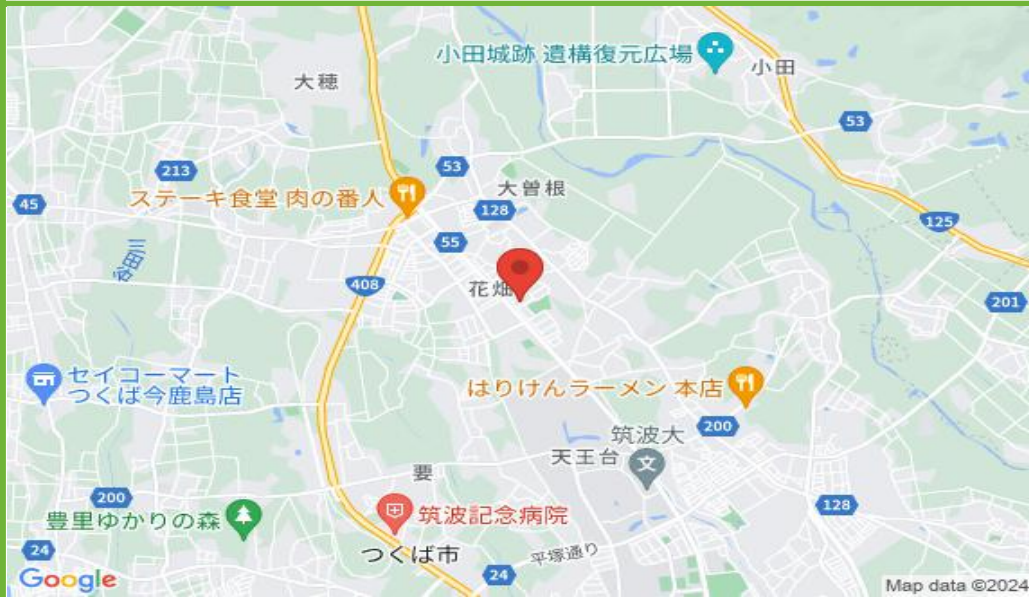 小田城跡 遺構復元広場
小田
大穂
53
213
53
ステーキ食堂 肉の番人
大曽根
45
128
125
55
谷田川
408
花畑
201
セイコーマート
つくば今鹿島店
はりけんラーメン 本店
200
筑波大
天王台
要
200
128
豊里ゆかりの森
筑波記念病院
24
つくば市
平塚通り
24
Google
Map data ©2024